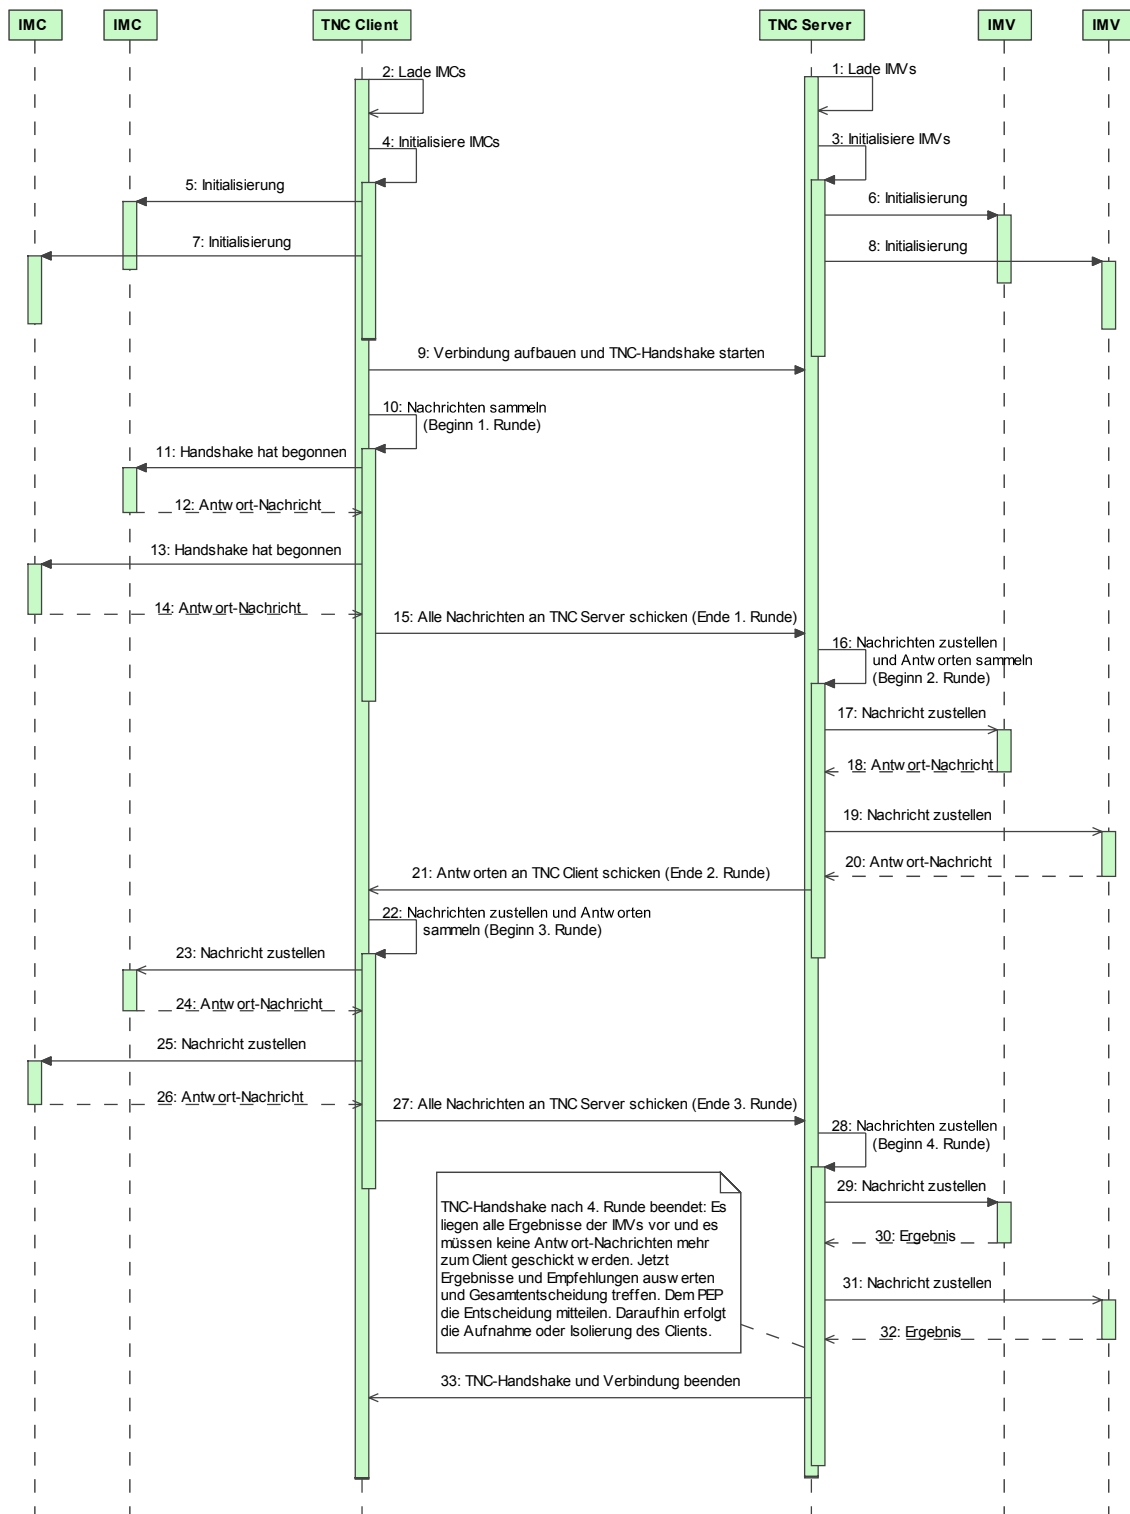 IMC
IMC
TNC Client
TNC Server
IMV
IMV
2: Lade IMCs
1: Lade IMVs
4: Initialisiere IMCs
3: Initialisiere IMVs
5: Initialisierung
6: Initialisierung
7: Initialisierung
8: Initialisierung
9: Verbindung aufbauen und TNC-Handshake starten
10: Nachrichten sammeln
(Beginn 1. Runde)
11: Handshake hat begonnen
12: Antwort-Nachricht
13: Handshake hat begonnen
14: Antwort-Nachricht
15: Alle Nachrichten an TNC Server schicken (Ende 1. Runde)
16: Nachrichten zustellen
und Antworten sammeln
(Beginn 2. Runde)
17: Nachricht zustellen
18: Antwort-Nachricht
19: Nachricht zustellen
20: Antwort-Nachricht
21: Antworten an TNC Client schicken (Ende 2. Runde)
22: Nachrichten zustellen und Antworten
sammeln (Beginn 3. Runde)
23: Nachricht zustellen
24: Antwort-Nachricht
25: Nachricht zustellen
26: Antwort-Nachricht
27: Alle Nachrichten an TNC Server schicken (Ende 3. Runde)
28: Nachrichten zustellen
(Beginn 4. Runde)
29: Nachricht zustellen
TNC-Handshake nach 4. Runde beendet: Es
liegen alle Ergebnisse der IMVs vor und es
müssen keine Antwort-Nachrichten mehr
zum Client geschickt werden. Jetzt
Ergebnisse und Empfehlungen auswerten
und Gesamtentscheidung treffen. Dem PEP
die Entscheidung mitteilen. Daraufhin erfolgt
die Aufnahme oder Isolierung des Clients.
30: Ergebnis
31: Nachricht zustellen
32: Ergebnis
33: TNC-Handshake und Verbindung beenden